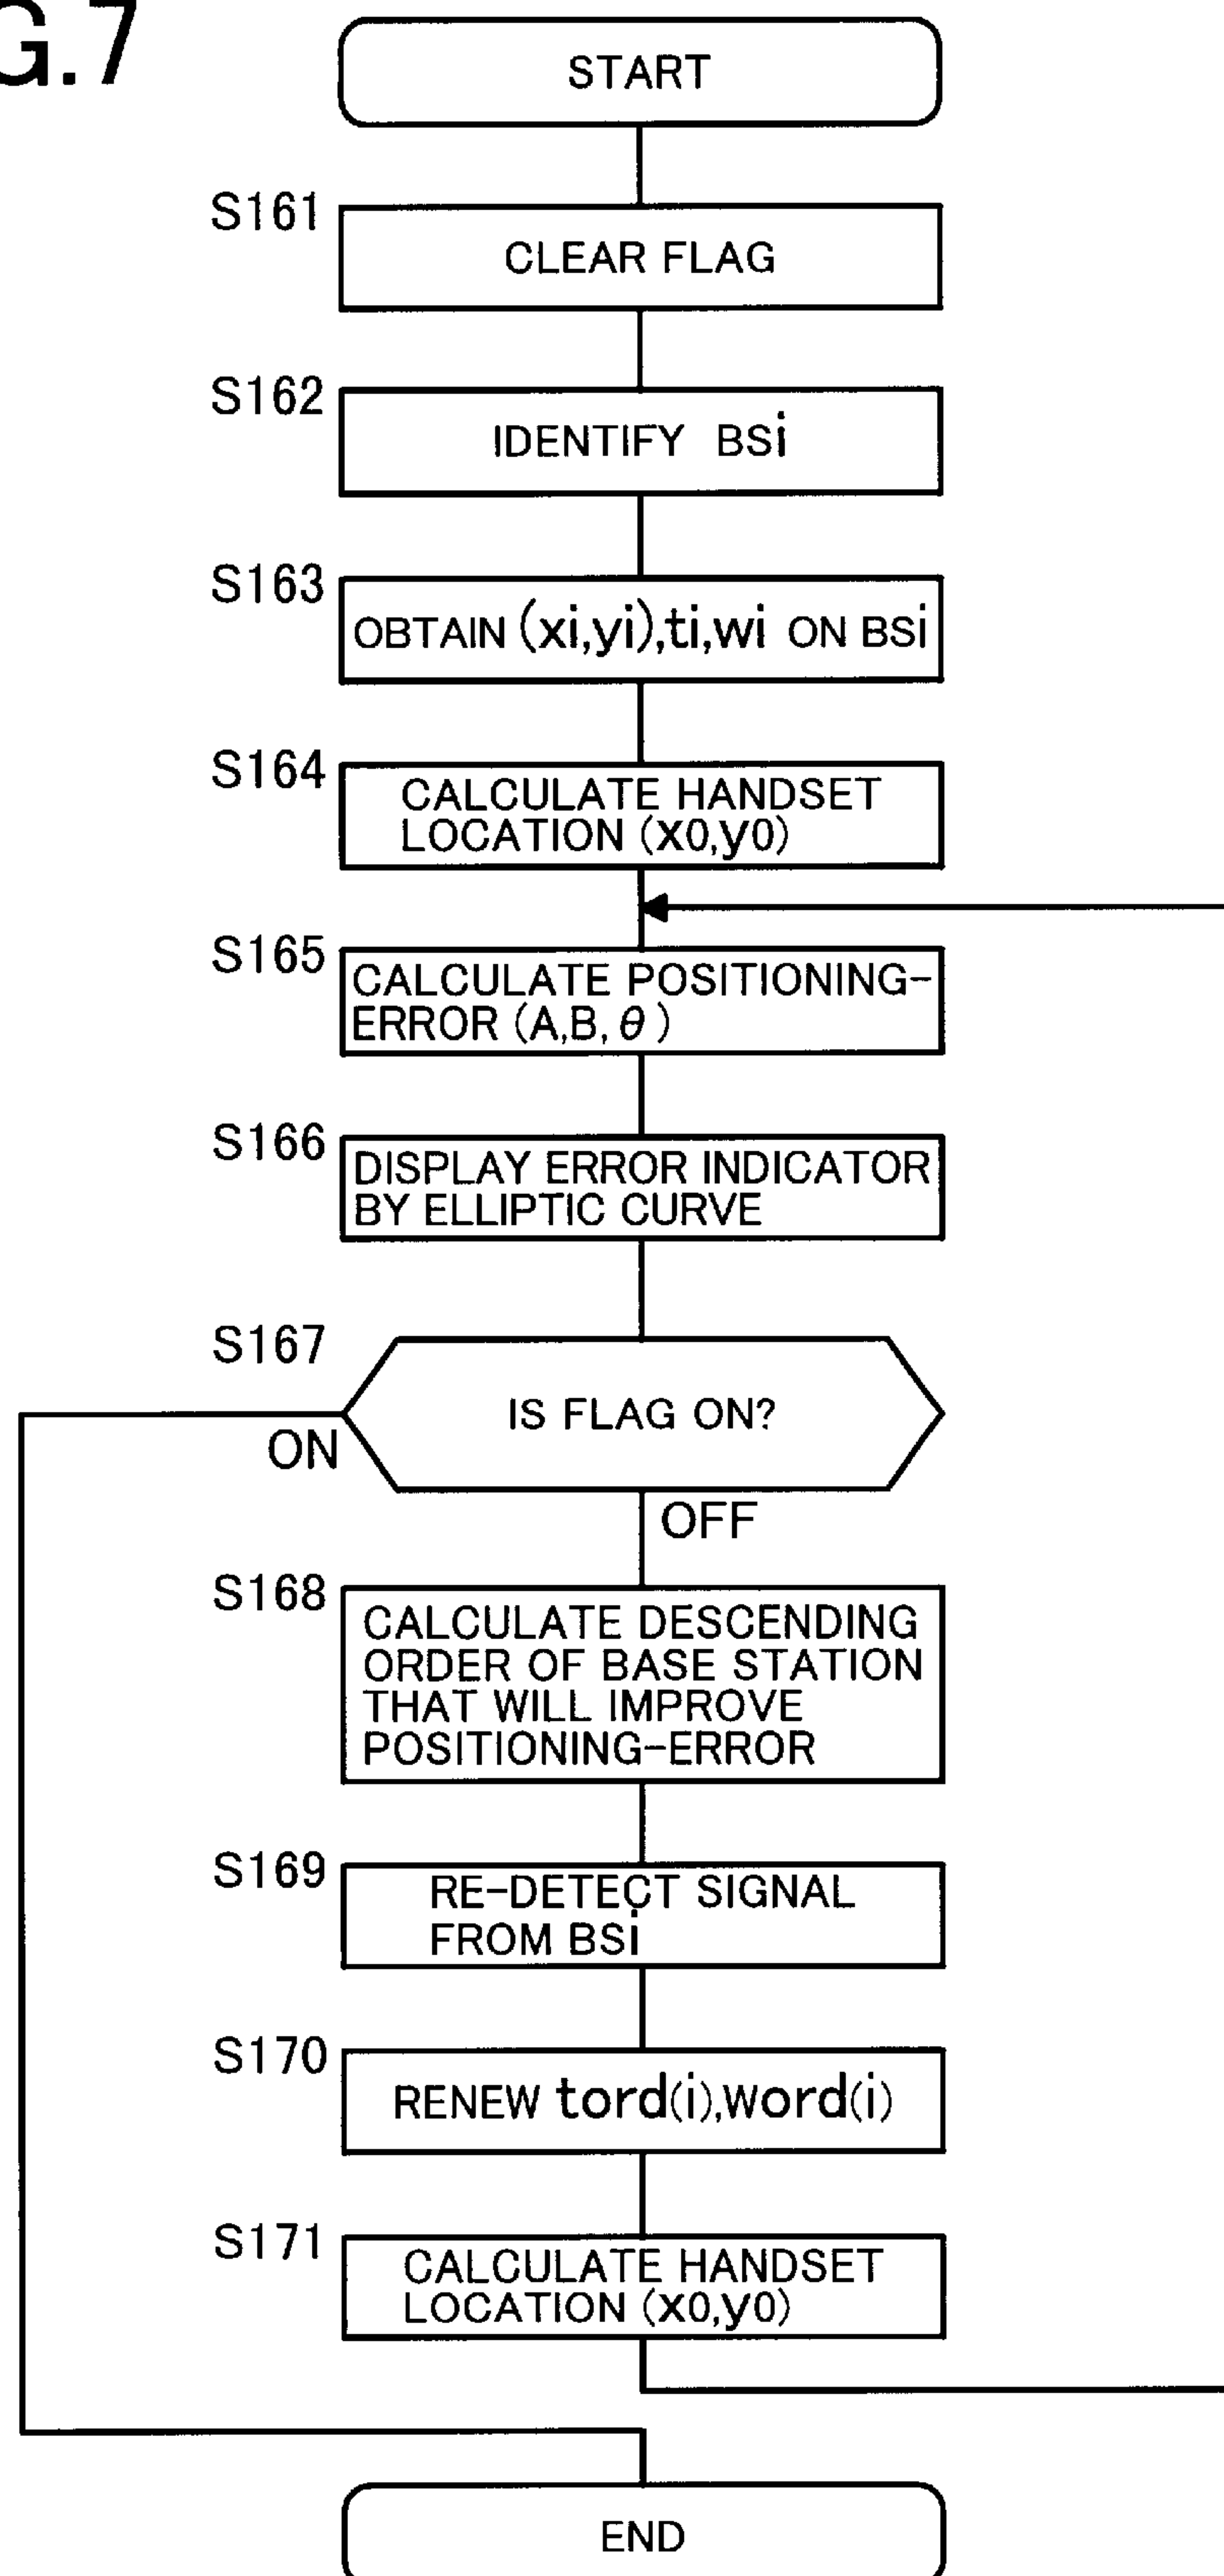 G.7
START
S161
CLEAR FLAG
S162
IDENTIFY BSi
S163
OBTAIN (xi,yi),ti,wi ON BSi
S164
CALCULATE HANDSET
LOCATION (x0,y0)
S165
CALCULATE POSITIONING-
ERROR (A,B, θ )
S166
DISPLAY ERROR INDICATOR
BY ELLIPTIC CURVE
S167
IS FLAG ON?
ON
OFF
S168
CALCULATE DESCENDING
ORDER OF BASE STATION
THAT WILL IMPROVE
POSITIONING-ERROR
S169
RE-DETECT SIGNAL
FROM BSi
S170
RENEW tord(i),word(i)
S171
CALCULATE HANDSET
LOCATION (x0,y0)
END